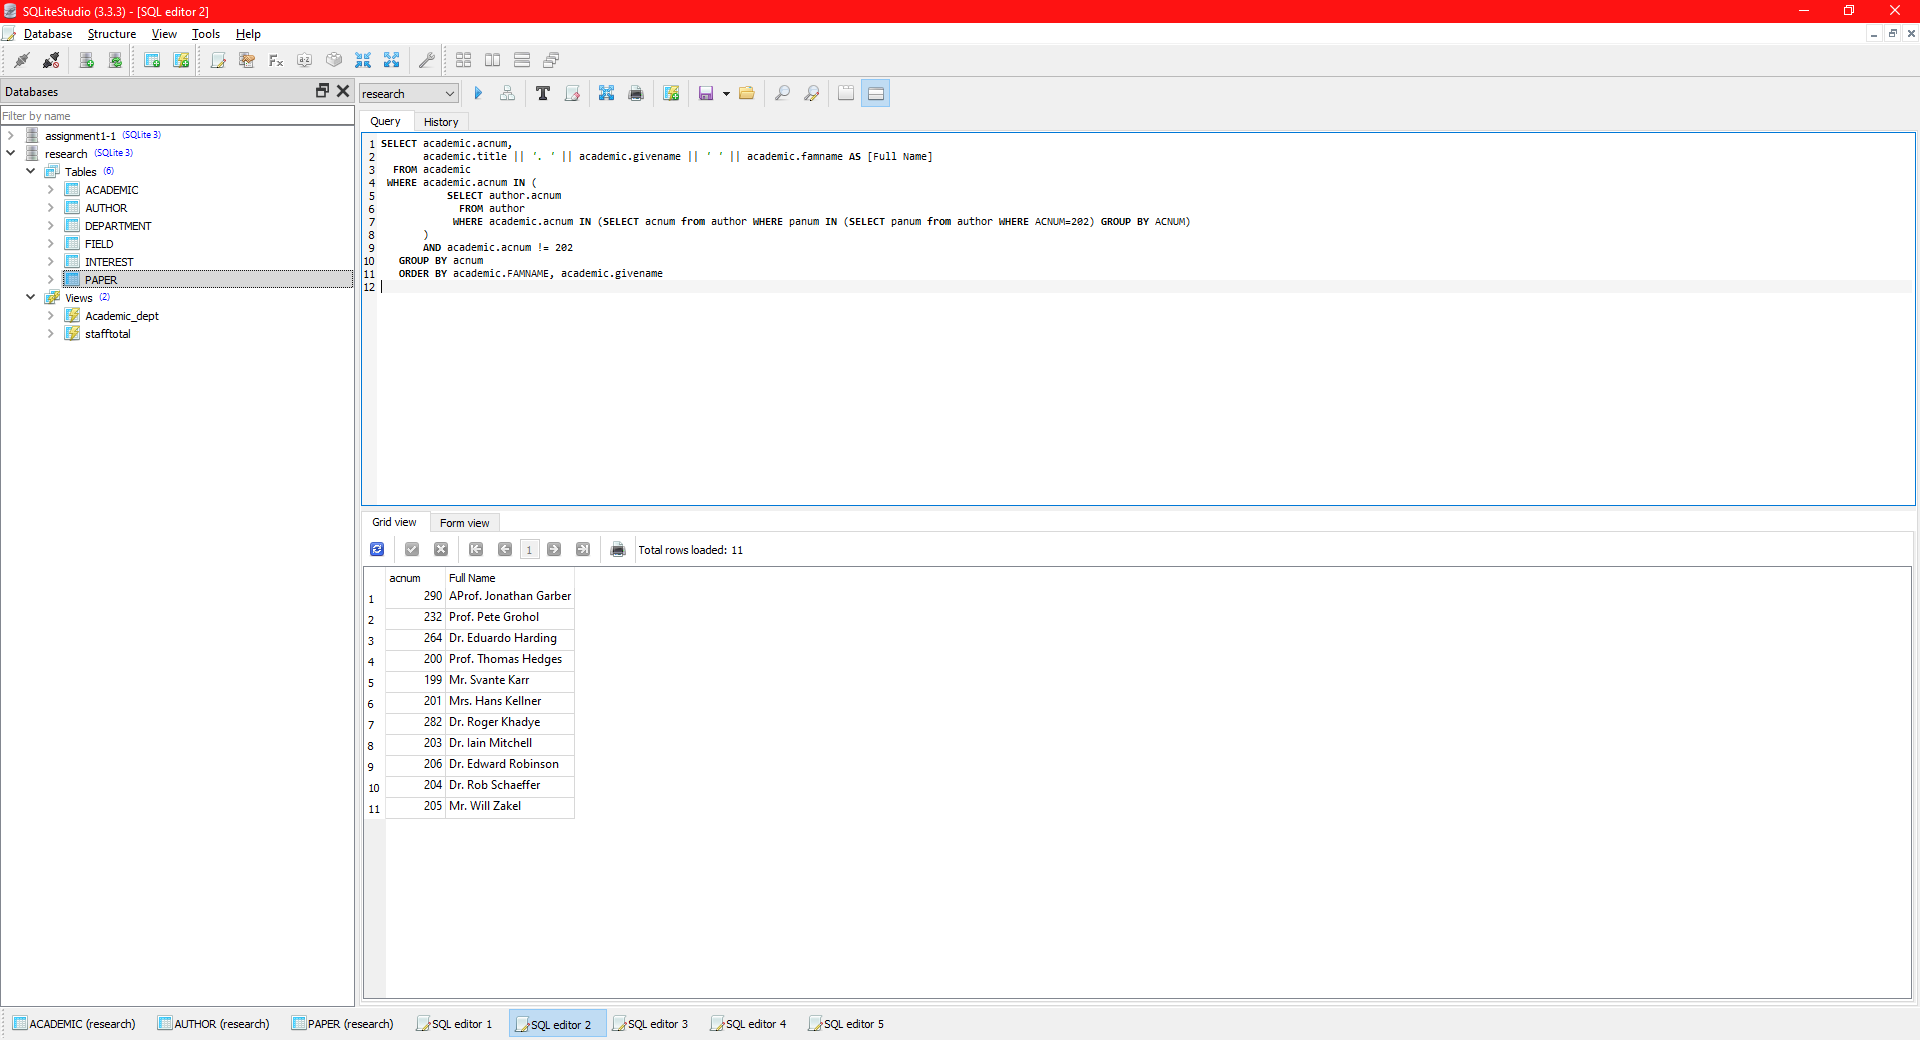 SQLiteStudio (3.3.3) - [SQL editor 2]
Database Structure View Tools Help
Databases
Filter by name
assignment1-1 (SQLite 3)
research (SQLite 3)
Tables (6)
ACADEMIC
AUTHOR
DEPARTMENT
FIELD
INTEREST
PAPER
Views (2)
Academic_dept
stafftotal
research
Query History
1 SELECT academic.acnum,
2 academic.title || '. ' || academic.givename || ' ' || academic.famname AS [Full Name]
3 FROM academic
4 WHERE academic.acnum IN (
5 SELECT author.acnum
6 FROM author
7 WHERE academic.acnum IN (SELECT acnum from author WHERE panum IN (SELECT panum from author WHERE ACNUM=202) GROUP BY ACNUM)
8 )
9 AND academic.acnum != 202
10 GROUP BY acnum
11 ORDER BY academic.FAMNAME, academic.givename
12
Grid view Form view
1 Total rows loaded: 11
acnum Full Name
1 290 AProf. Jonathan Garber
2 232 Prof. Pete Grohol
3 264 Dr. Eduardo Harding
4 200 Prof. Thomas Hedges
5 199 Mr. Svante Karr
6 201 Mrs. Hans Kellner
7 282 Dr. Roger Khadye
8 203 Dr. Iain Mitchell
9 206 Dr. Edward Robinson
10 204 Dr. Rob Schaeffer
11 205 Mr. Will Zakel
ACADEMIC (research) AUTHOR (research) PAPER (research) SQL editor 1 SQL editor 2 SQL editor 3 SQL editor 4 SQL editor 5